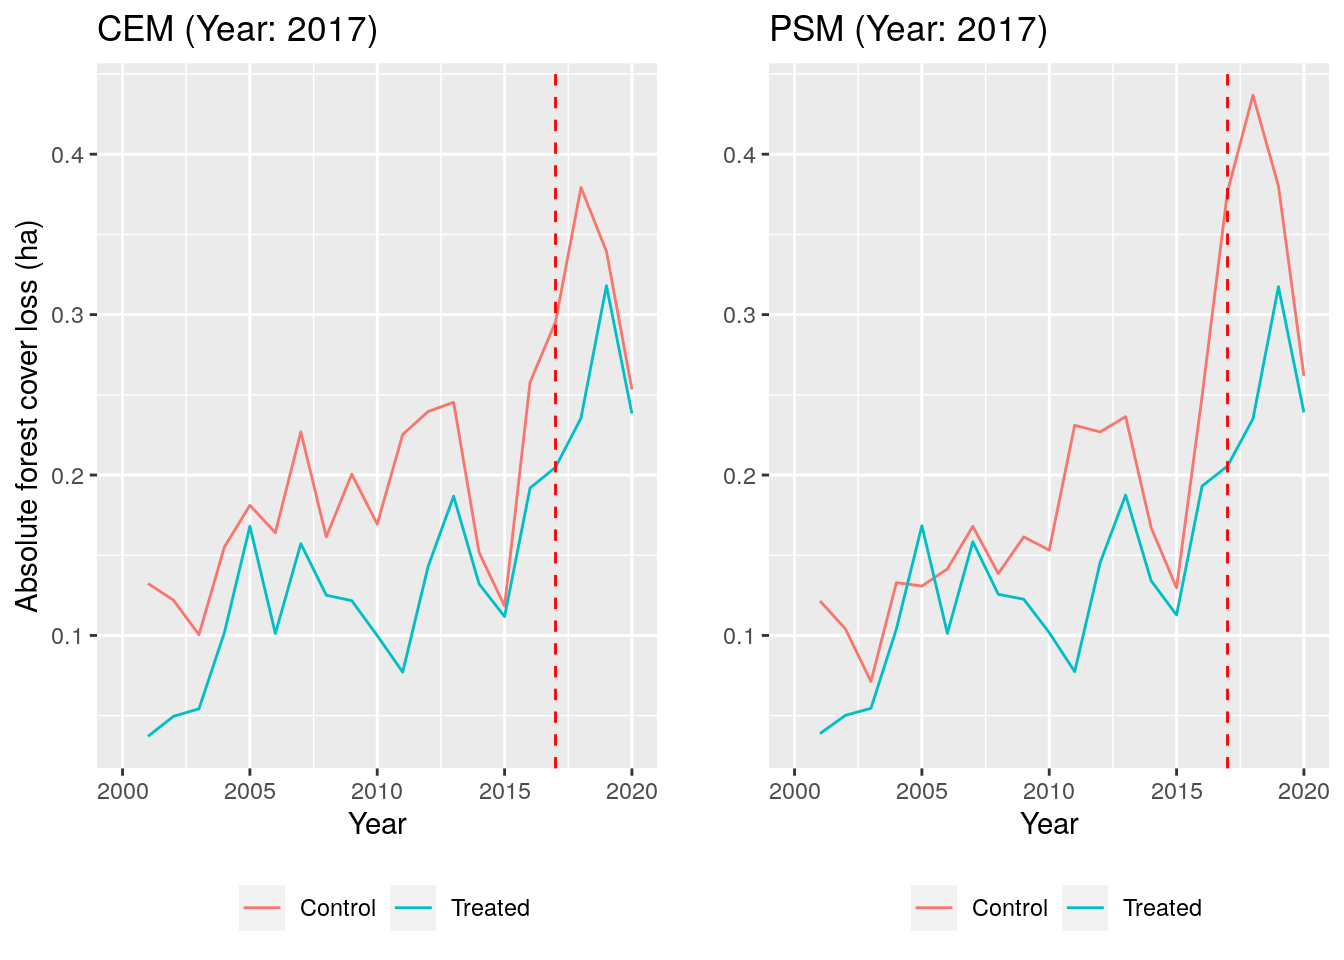 CEM (Year: 2017)
Absolute forest cover loss (ha)
0.4
0.3
0.2
0.1
2000 2005 2010 2015 2020
Year
Control Treated
PSM (Year: 2017)
0.4
0.3
0.2
0.1
2000 2005 2010 2015 2020
Year
Control Treated